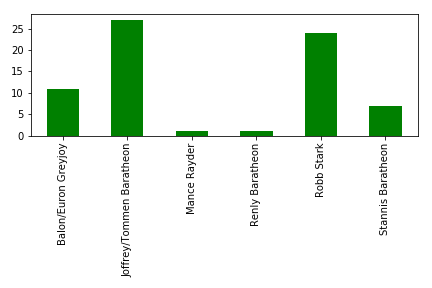 25
20
15
10
5
0
Balon/Euron Greyjoy
Joffrey/Tommen Baratheon
Mance Rayder
Renly Baratheon
Robb Stark
Stannis Baratheon